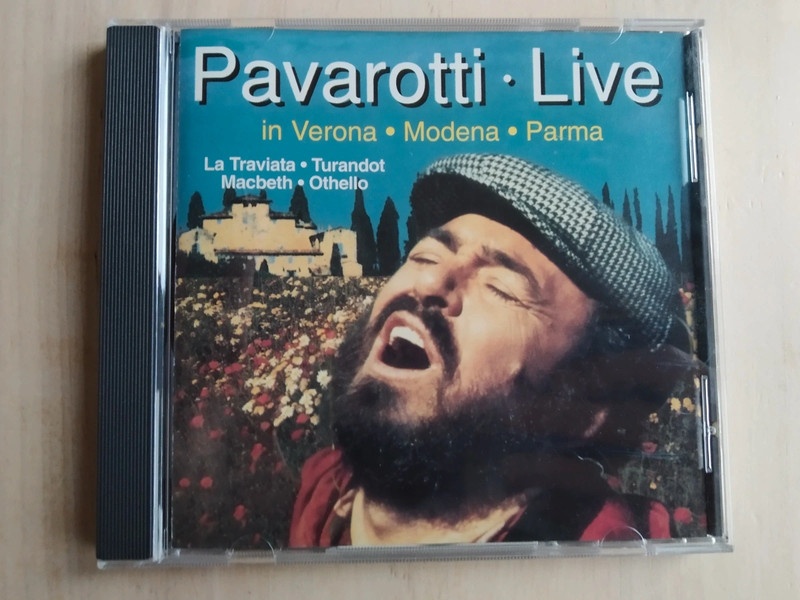 Pavarotti · Live
in Verona • Modena • Parma
La Traviata • Turandot
Macbeth • Othello